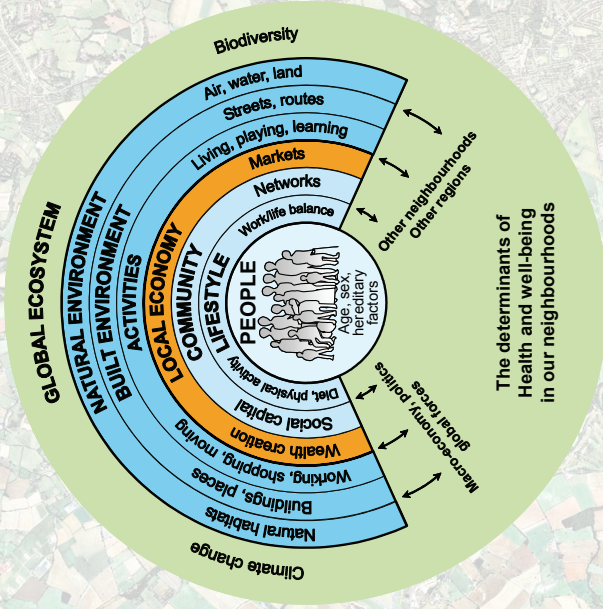 The determinants of
Health and well-being
in our neighbourhoods
GLOBAL ECOSYSTEM
Biodiversity
Climate change
NATURAL ENVIRONMENT
Air, water, land
Natural habitats
BUILT ENVIRONMENT
Streets, routes
Buildings, places
ACTIVITIES
Living, playing, learning
Working, shopping, moving
LOCAL ECONOMY
Markets
Wealth creation
COMMUNITY
Networks
Social capital
LIFESTYLE
Work/life balance
Diet, physical activity
PEOPLE
Age, sex,
hereditary
factors
Other neighbourhoods
Other regions
Macro-economy, politics
global forces